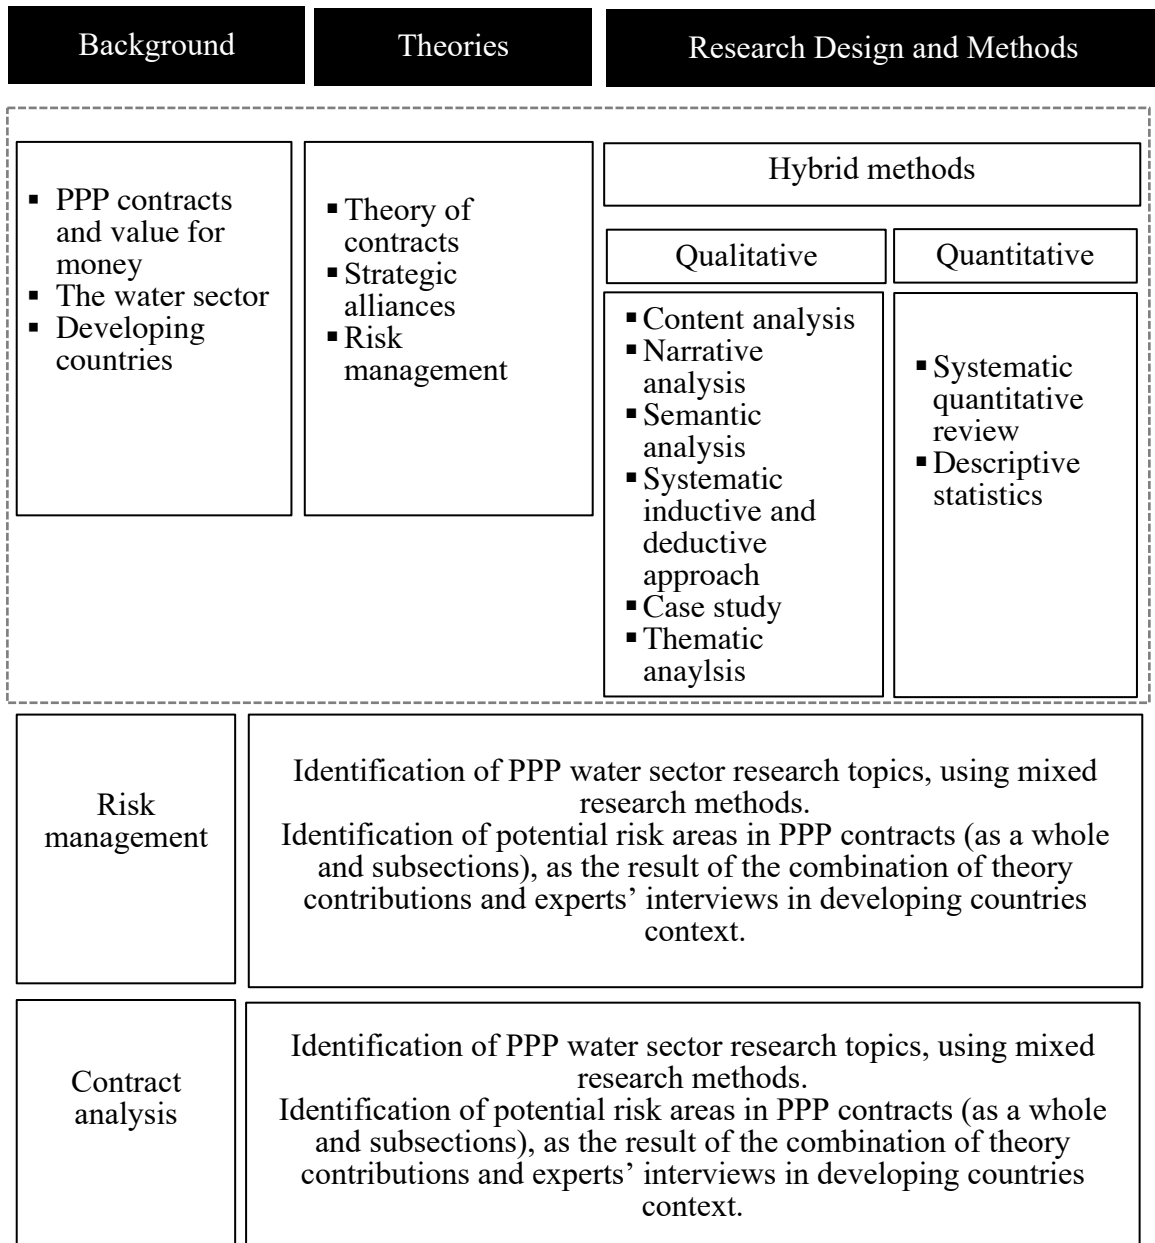 Background
Theories
Research Design and Methods
▪ PPP contracts
and value for
money
▪ The water sector
▪ Developing
countries
▪ Theory of
contracts
▪ Strategic
alliances
▪ Risk
management
Hybrid methods
Qualitative
▪ Content analysis
▪ Narrative
analysis
▪ Semantic
analysis
▪ Systematic
inductive and
deductive
approach
▪ Case study
▪ Thematic
anaylsis
Quantitative
▪ Systematic
quantitative
review
▪ Descriptive
statistics
Risk
management
Identification of PPP water sector research topics, using mixed
research methods.
Identification of potential risk areas in PPP contracts (as a whole
and subsections), as the result of the combination of theory
contributions and experts’ interviews in developing countries
context.
Contract
analysis
Identification of PPP water sector research topics, using mixed
research methods.
Identification of potential risk areas in PPP contracts (as a whole
and subsections), as the result of the combination of theory
contributions and experts’ interviews in developing countries
context.